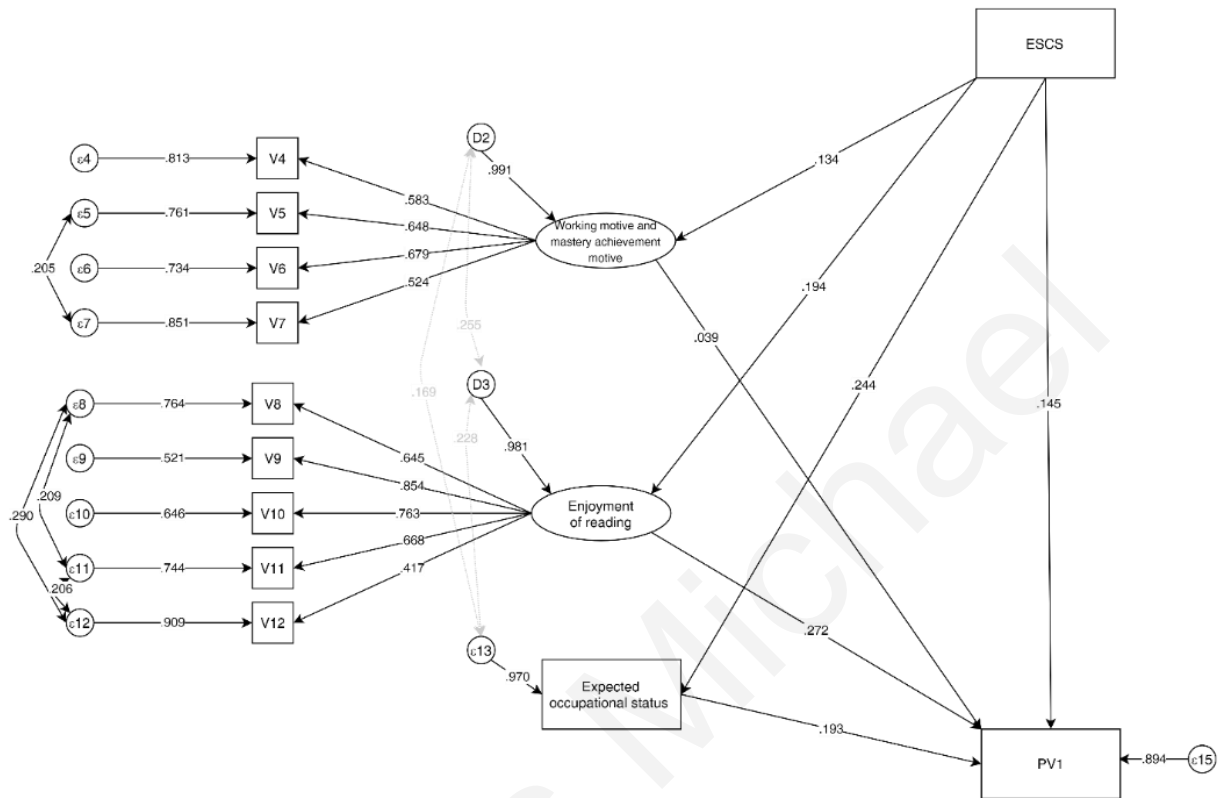 ESCS
D2
ε4
.813
V4
.991
.134
.583
ε5
.761
V5
.648
Working motive and
mastery achievement
motive
.679
.205
ε6
.734
V6
.524
.194
ε7
.851
V7
.255
.039
D3
.169
.244
.145
ε8
.764
V8
.228
.981
.645
ε9
.521
V9
.854
.209
.290
ε10
.646
V10
.763
Enjoyment
of reading
.668
ε11
.744
V11
.417
.206
ε12
.909
V12
.272
ε13
.970
Expected
occupational status
.193
PV1
.894
ε15
Michael